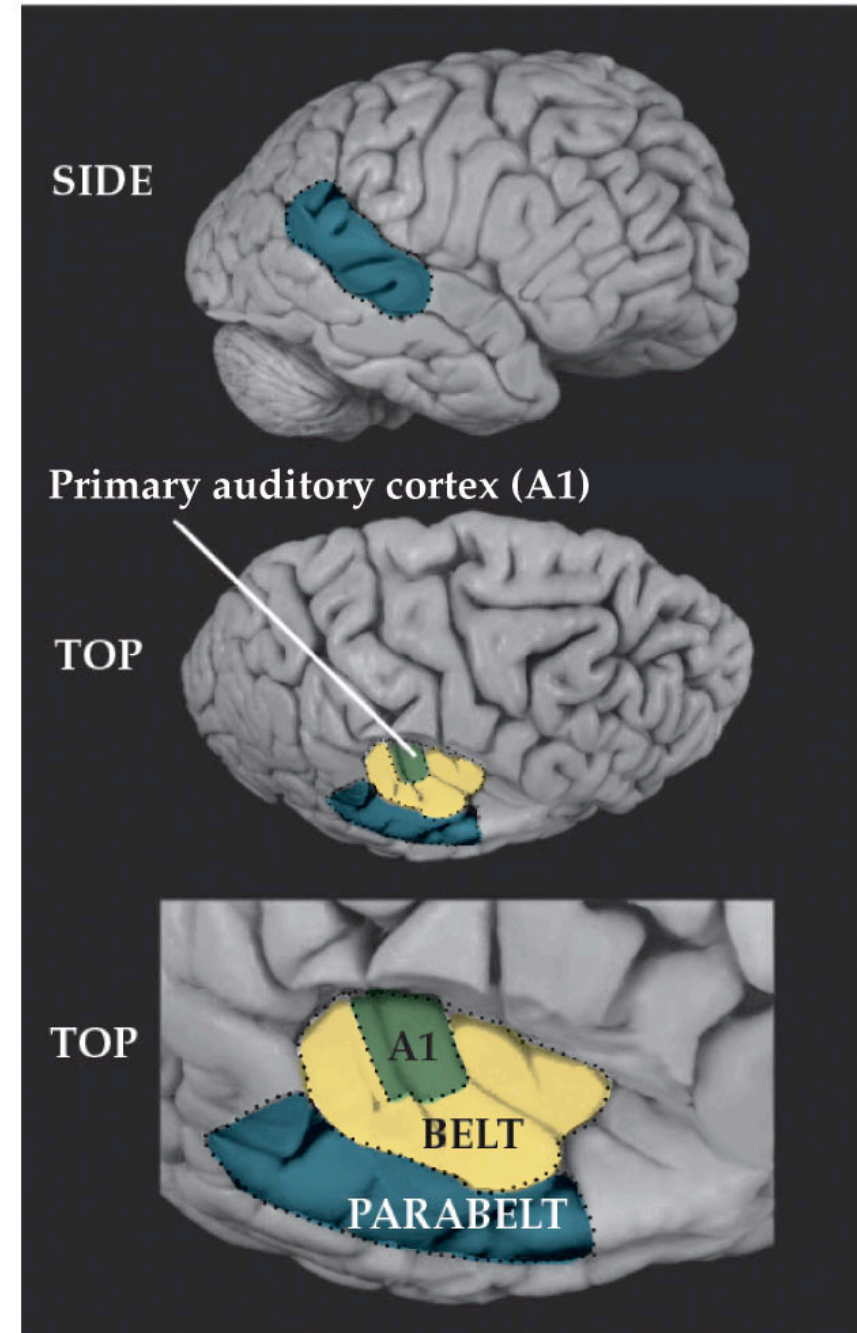 SIDE
Primary auditory cortex (A1)
TOP
TOP
A1
BELT
PARABELT